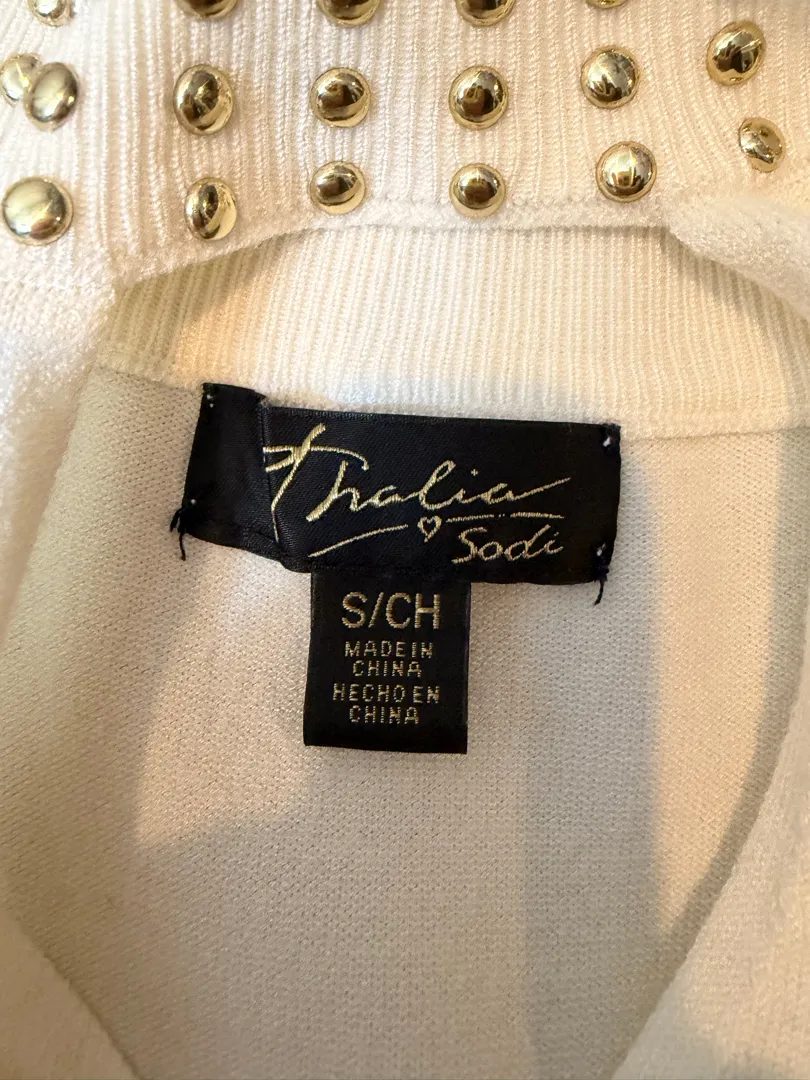 Thalia
Sodi
S/CH
MADE IN
CHINA
HECHO EN
CHINA